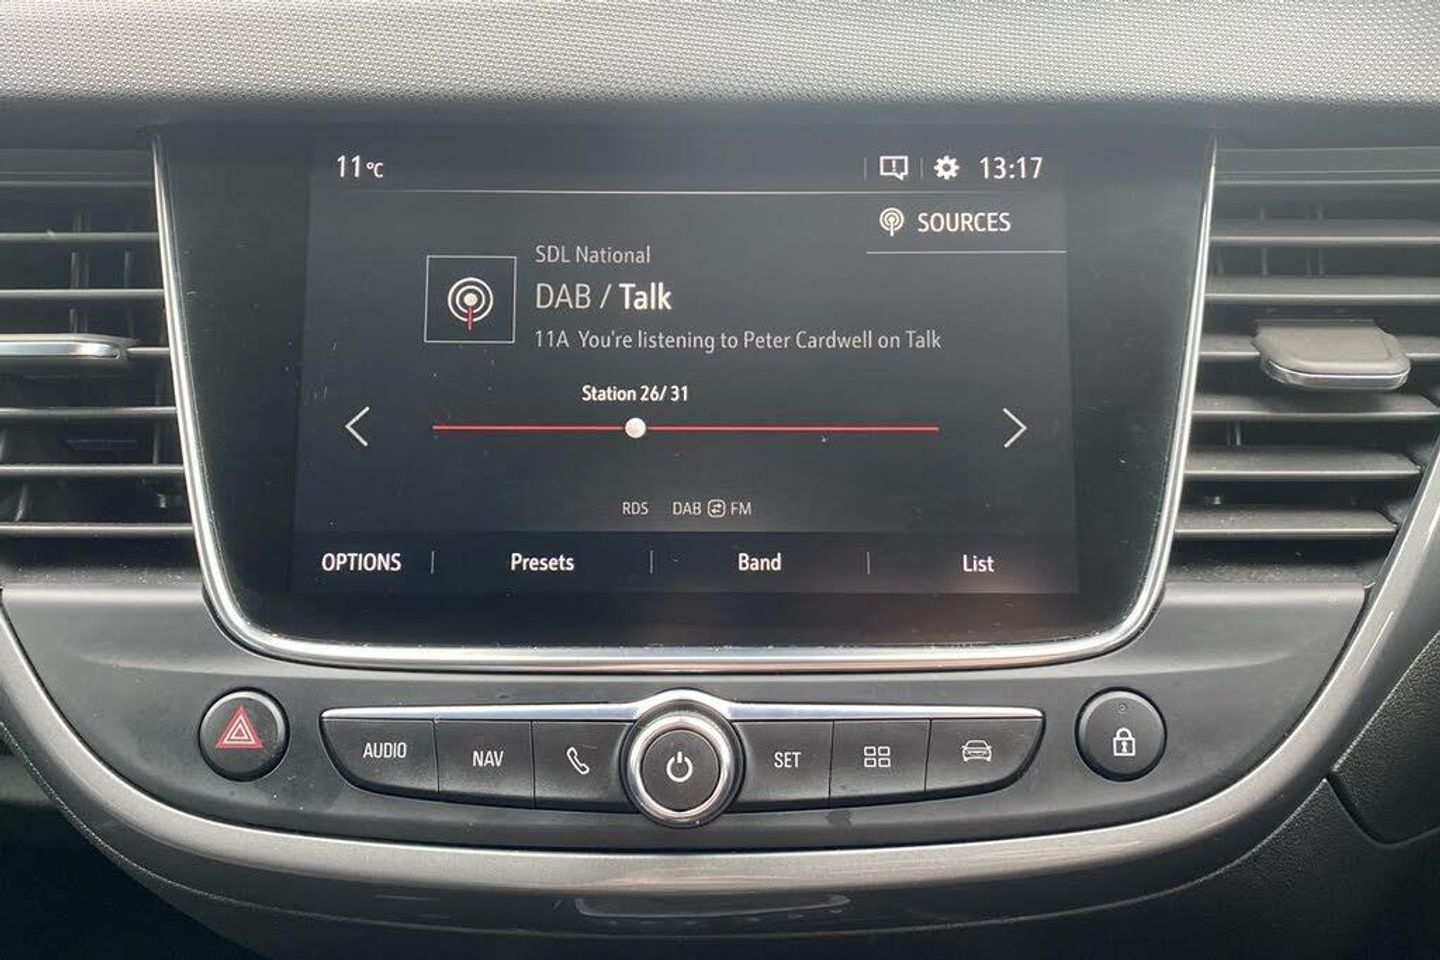 11°C
13:17
SOURCES
SDL National
DAB / Talk
11A You're listening to Peter Cardwell on Talk
Station 26/ 31
RDS DAB FM
OPTIONS Presets Band List
AUDIO NAV SET